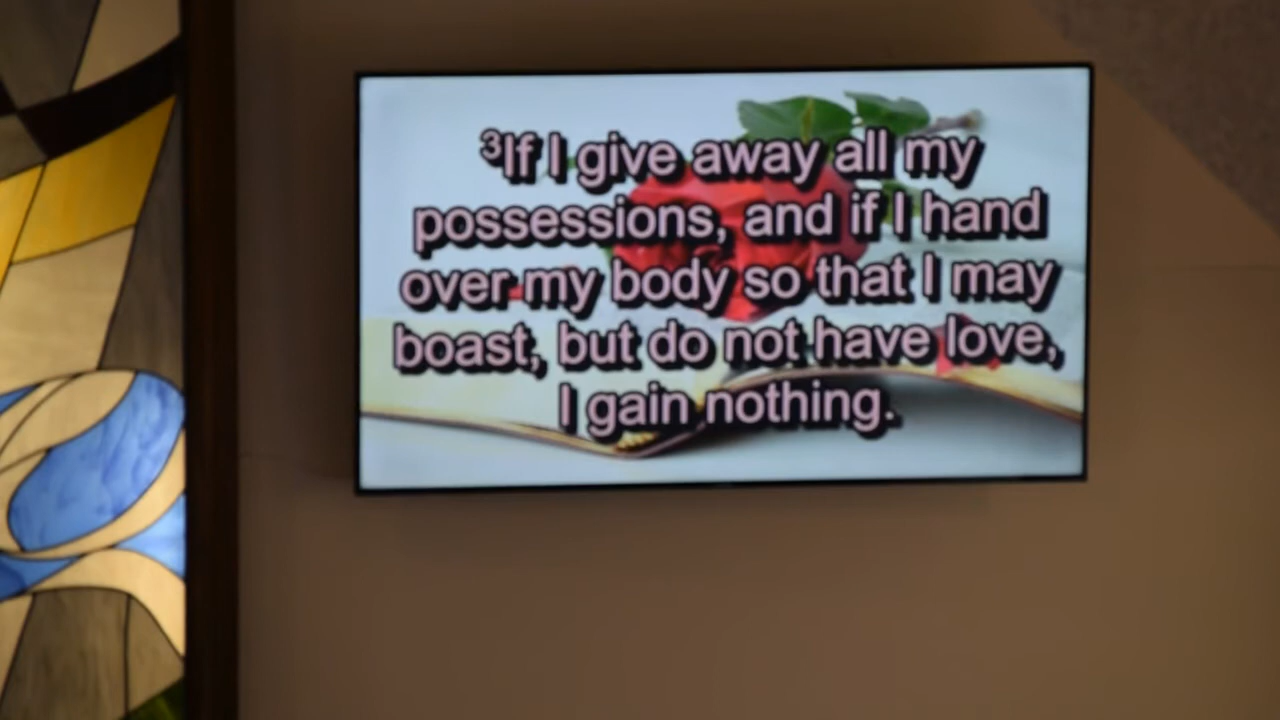 ³If I give away all my
possessions, and if I hand
over my body so that I may
boast, but do not have love,
I gain nothing.